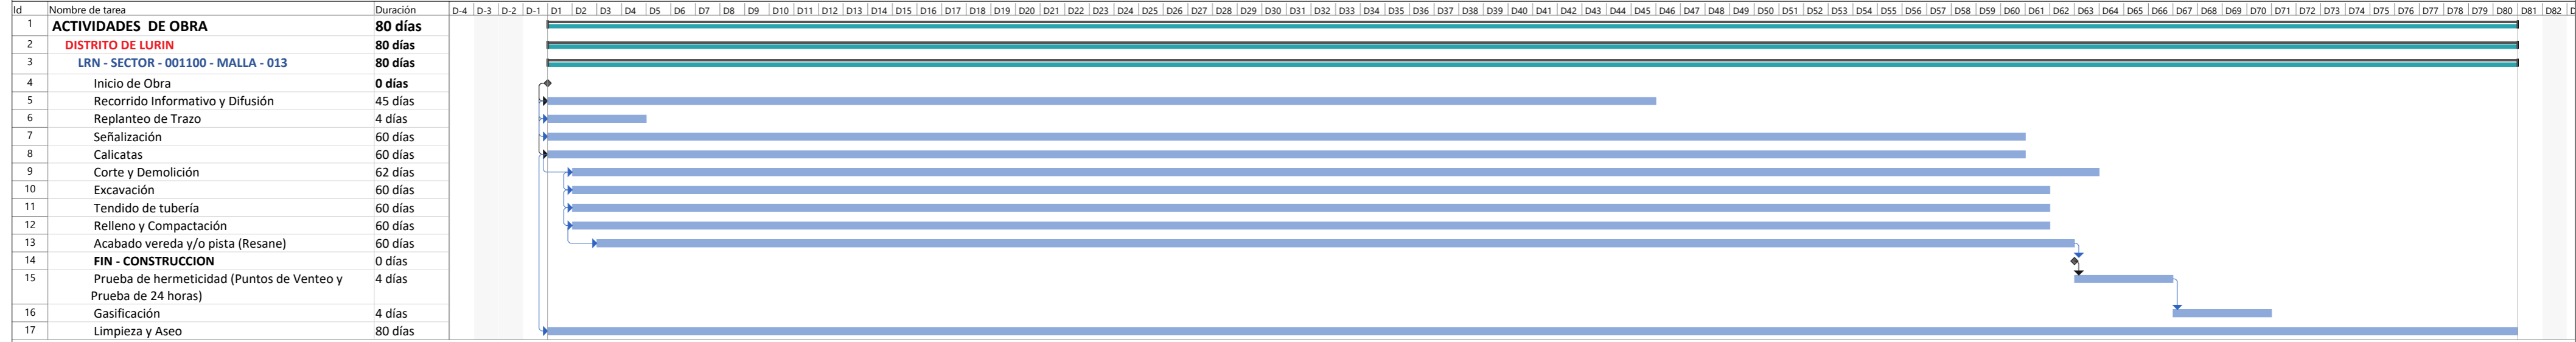 Id Nombre de tarea Duración D-4 D-3 D-2 D-1 D1 D2 D3 D4 D5 D6 D7 D8 D9 D10 D11 D12 D13 D14 D15 D16 D17 D18 D19 D20 D21 D22 D23 D24 D25 D26 D27 D28 D29 D30 D31 D32 D33 D34 D35 D36 D37 D38 D39 D40 D41 D42 D43 D44 D45 D46 D47 D48 D49 D50 D51 D52 D53 D54 D55 D56 D57 D58 D59 D60 D61 D62 D63 D64 D65 D66 D67 D68 D69 D70 D71 D72 D73 D74 D75 D76 D77 D78 D79 D80 D81 D82
1 ACTIVIDADES DE OBRA 80 días
2 DISTRITO DE LURIN 80 días
3 LRN - SECTOR - 001100 - MALLA - 013 80 días
4 Inicio de Obra 0 días
5 Recorrido Informativo y Difusión 45 días
6 Replanteo de Trazo 4 días
7 Señalización 60 días
8 Calicatas 60 días
9 Corte y Demolición 62 días
10 Excavación 60 días
11 Tendido de tubería 60 días
12 Relleno y Compactación 60 días
13 Acabado vereda y/o pista (Resane) 60 días
14 FIN - CONSTRUCCION 0 días
15 Prueba de hermeticidad (Puntos de Venteo y 4 días
Prueba de 24 horas)
16 Gasificación 4 días
17 Limpieza y Aseo 80 días